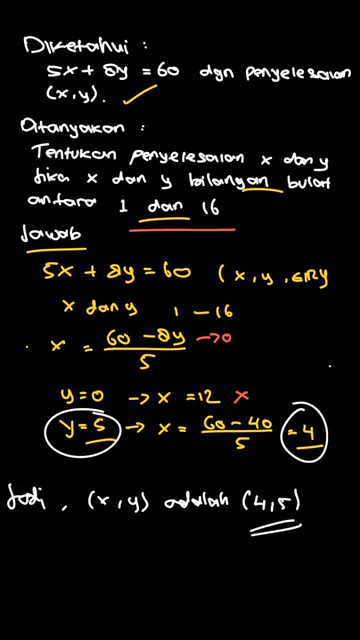 Diketahui :
5x + 8y = 60 dgn penyelesaian
(x,y).
Ditanyakan :
Tentukan penyelesaian x dan y
jika x dan y bilangan bulat
antara 1 dan 16
Jawab
5x + 8y = 60 (x, y, ∈ R}
x dan y 1 – 16
x = (60 – 8y)/5 → 0
y = 0 → x = 12 x
y = 5 → x = (60 – 40)/5 = 4
Jadi, (x, y) adalah (4,5)